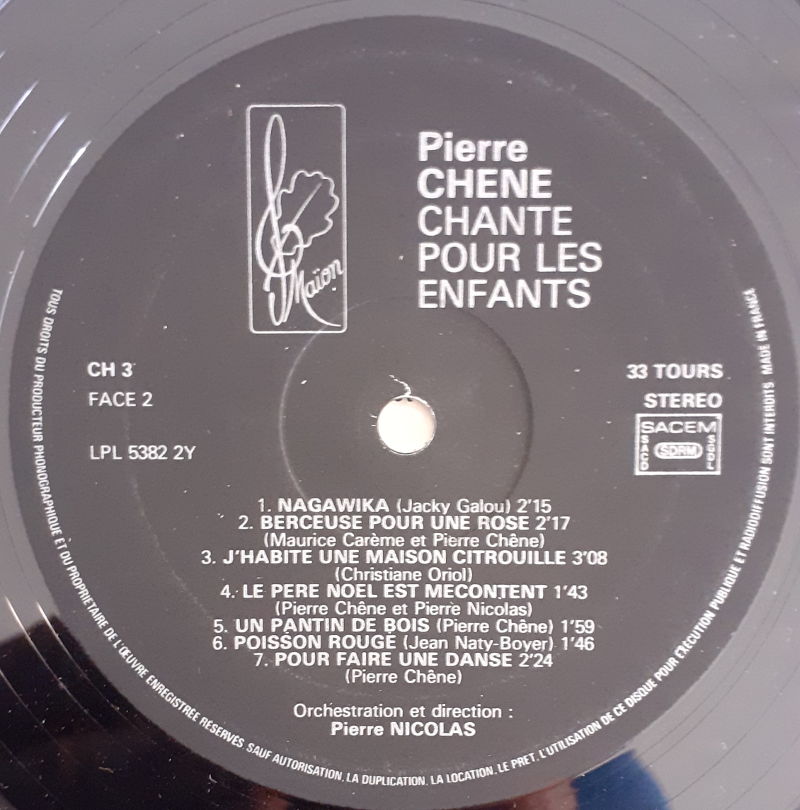 Maïon
Pierre
CHENE
CHANTE
POUR LES
ENFANTS
CH 3
FACE 2
LPL 5382 2Y
33 TOURS
STEREO
SACEM
SACD
SDRM
SGDL
1. NAGAWIKA (Jacky Galou) 2'15
2. BERCEUSE POUR UNE ROSE 2'17
(Maurice Carème et Pierre Chêne)
3. J'HABITE UNE MAISON CITROUILLE 3'08
(Christiane Oriol)
4. LE PERE NOEL EST MECONTENT 1'43
(Pierre Chêne et Pierre Nicolas)
5. UN PANTIN DE BOIS (Pierre Chêne) 1'59
6. POISSON ROUGE (Jean Naty-Boyer) 1'46
7. POUR FAIRE UNE DANSE 2'24
(Pierre Chêne)
Orchestration et direction :
Pierre NICOLAS
TOUS DROITS DU PRODUCTEUR PHONOGRAPHIQUE ET DU PROPRIETAIRE DE L'ŒUVRE ENREGISTREE RESERVES. SAUF AUTORISATION, LA DUPLICATION, LA LOCATION, LE PRET, L'UTILISATION DE CE DISQUE POUR EXECUTION PUBLIQUE ET RADIODIFFUSION SONT INTERDITS MADE IN FRANCE